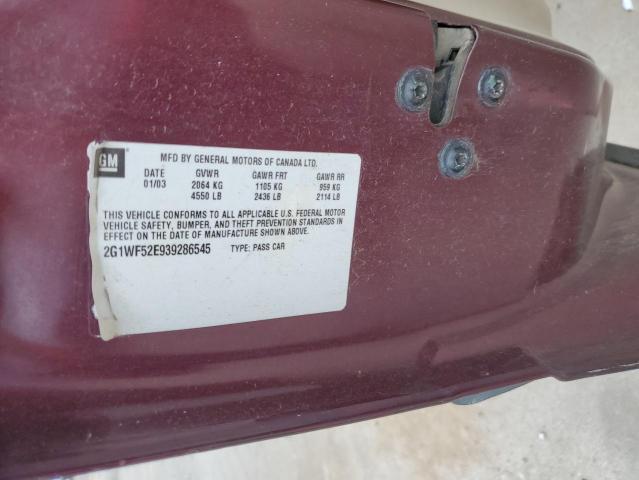 GM
MFD BY GENERAL MOTORS OF CANADA LTD.
DATE GVWR GAWR FRT GAWR RR
01/03 2064 KG 1105 KG 959 KG
4550 LB 2436 LB 2114 LB
THIS VEHICLE CONFORMS TO ALL APPLICABLE U.S. FEDERAL MOTOR
VEHICLE SAFETY, BUMPER, AND THEFT PREVENTION STANDARDS IN
EFFECT ON THE DATE OF MANUFACTURE SHOWN ABOVE.
2G1WF52E939286545 TYPE: PASS CAR